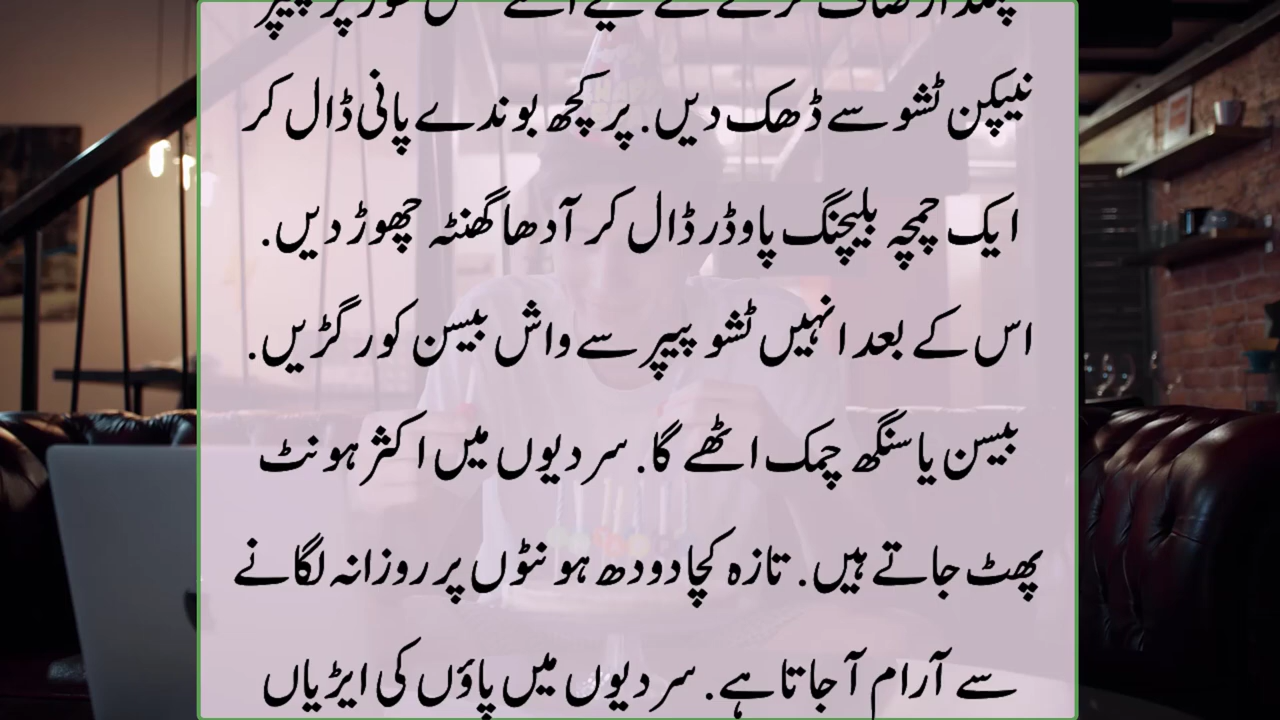 نیپکن ٹشو سے ڈھک دیں. پر کچھ بوندے پانی ڈال کر
ایک چمچہ بلیچنگ پاوڈر ڈال کر آدھا گھنٹہ چھوڑ دیں.
اس کے بعد انہیں ٹشو پیپر سے واش بیسن کو رگڑیں.
بیسن یا سنگھ چمک اٹھے گا. سردیوں میں اکثر ہونٹ
پھٹ جاتے ہیں. تازہ کچا دودھ ہونٹوں پر روزانہ لگانے
سے آرام آ جاتا ہے. سردیوں میں پاؤں کی ایڑیاں